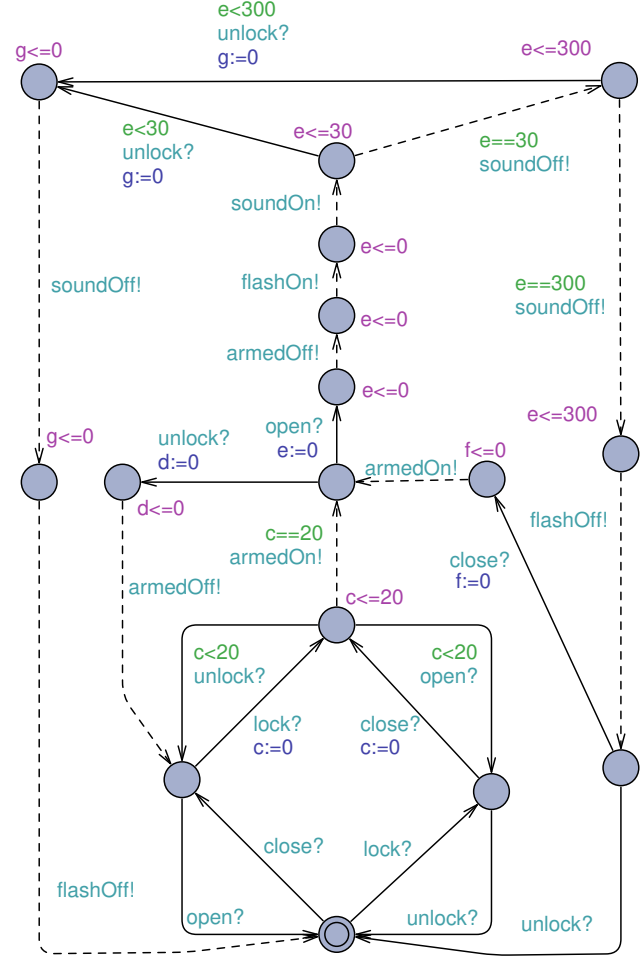 e<300
unlock?
g:=0
g<=0
e<=300
e<30
unlock?
g:=0
e<=30
e==30
soundOff!
soundOn!
e<=0
flashOn!
soundOff!
e==300
soundOff!
e<=0
armedOff!
e<=0
e<=300
g<=0
unlock?
d:=0
open?
e:=0
armedOn!
f<=0
d<=0
flashOff!
c==20
armedOn!
close?
f:=0
armedOff!
c<=20
c<20
unlock?
c<20
open?
lock?
c:=0
close?
c:=0
close?
lock?
flashOff!
open?
unlock?
unlock?